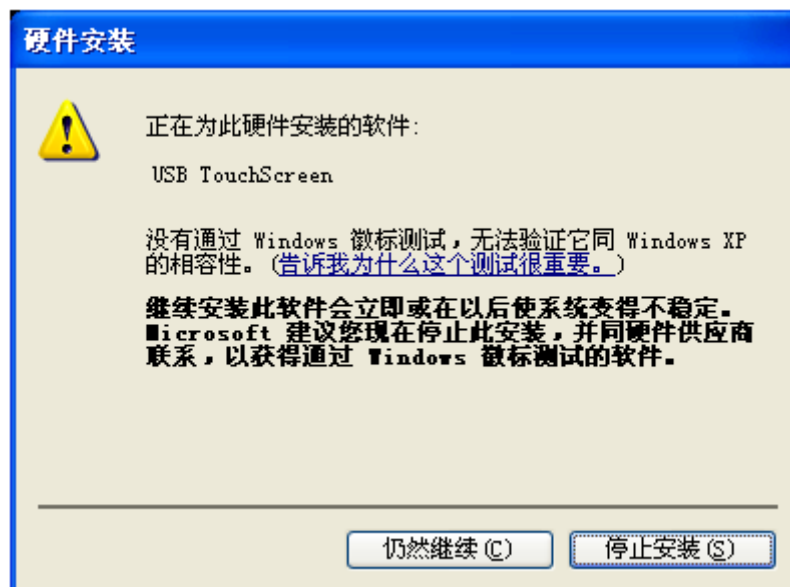 硬件安装
正在为此硬件安装的软件:
USB TouchScreen
没有通过 Windows 徽标测试，无法验证它同 Windows XP
的相容性。(告诉我为什么这个测试很重要。)
继续安装此软件会立即或在以后使系统变得不稳定。
Microsoft 建议您现在停止此安装，并同硬件供应商
联系，以获得通过 Windows 徽标测试的软件。
仍然继续(C)
停止安装(S)